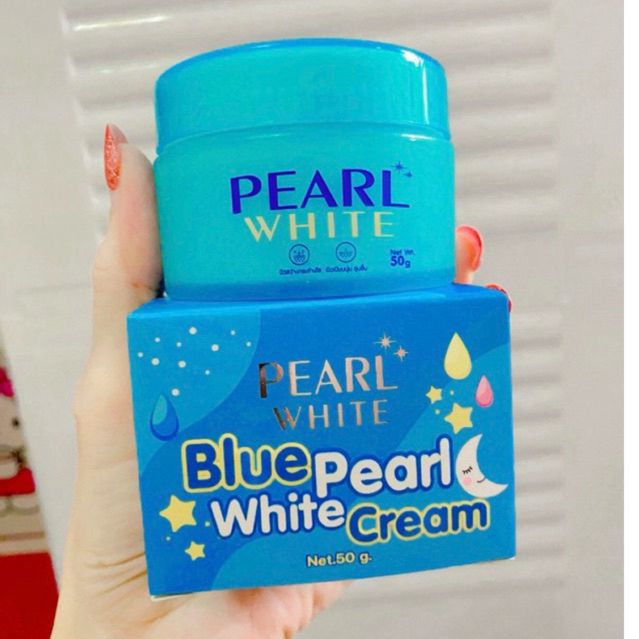 PEARL
WHITE
Net Wt.
50g
PEARL
WHITE
Blue Pearl
White Cream
Net.50 g.